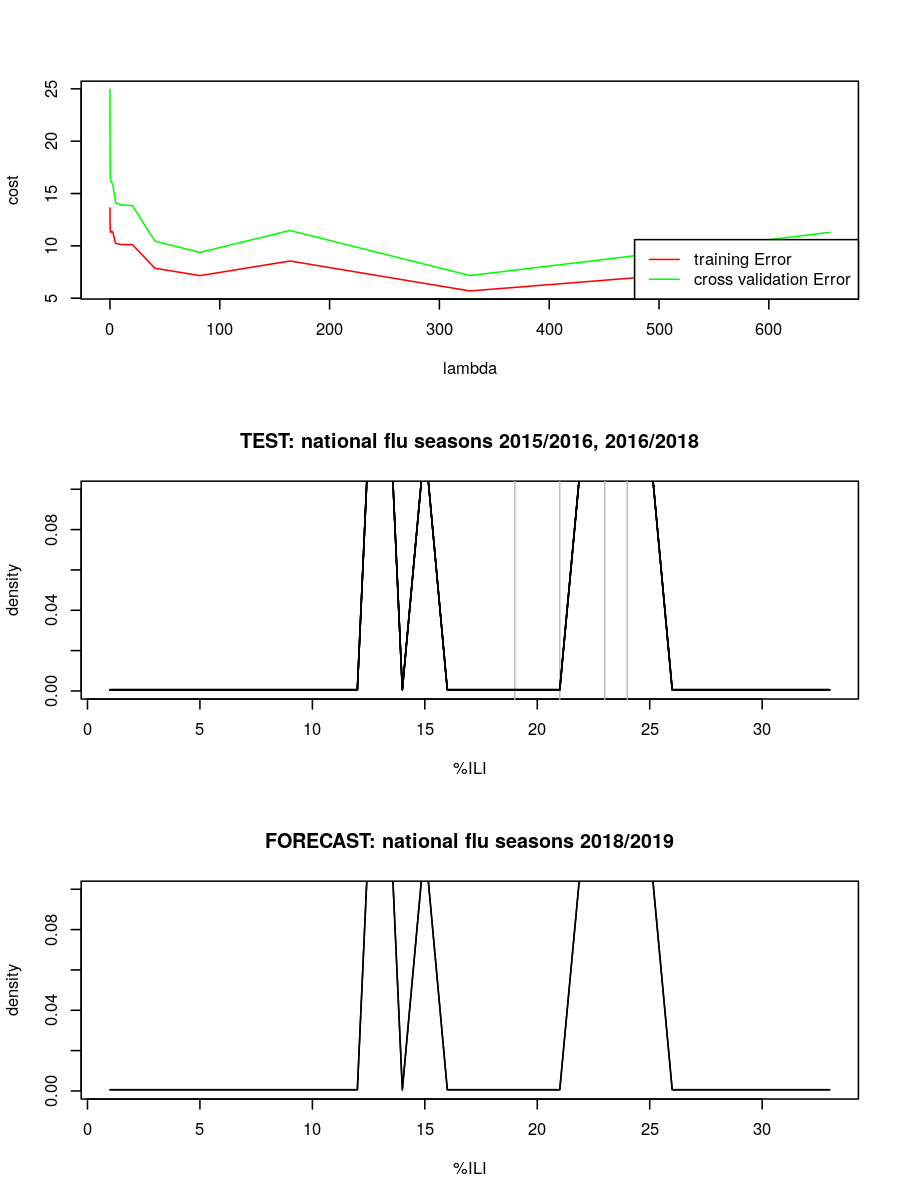 25
20
15
10
5
cost
0 100 200 300 400 500 600
lambda
training Error
cross validation Error
TEST: national flu seasons 2015/2016, 2016/2018
0.08
0.04
0.00
density
0 5 10 15 20 25 30
%ILI
FORECAST: national flu seasons 2018/2019
0.08
0.04
0.00
density
0 5 10 15 20 25 30
%ILI